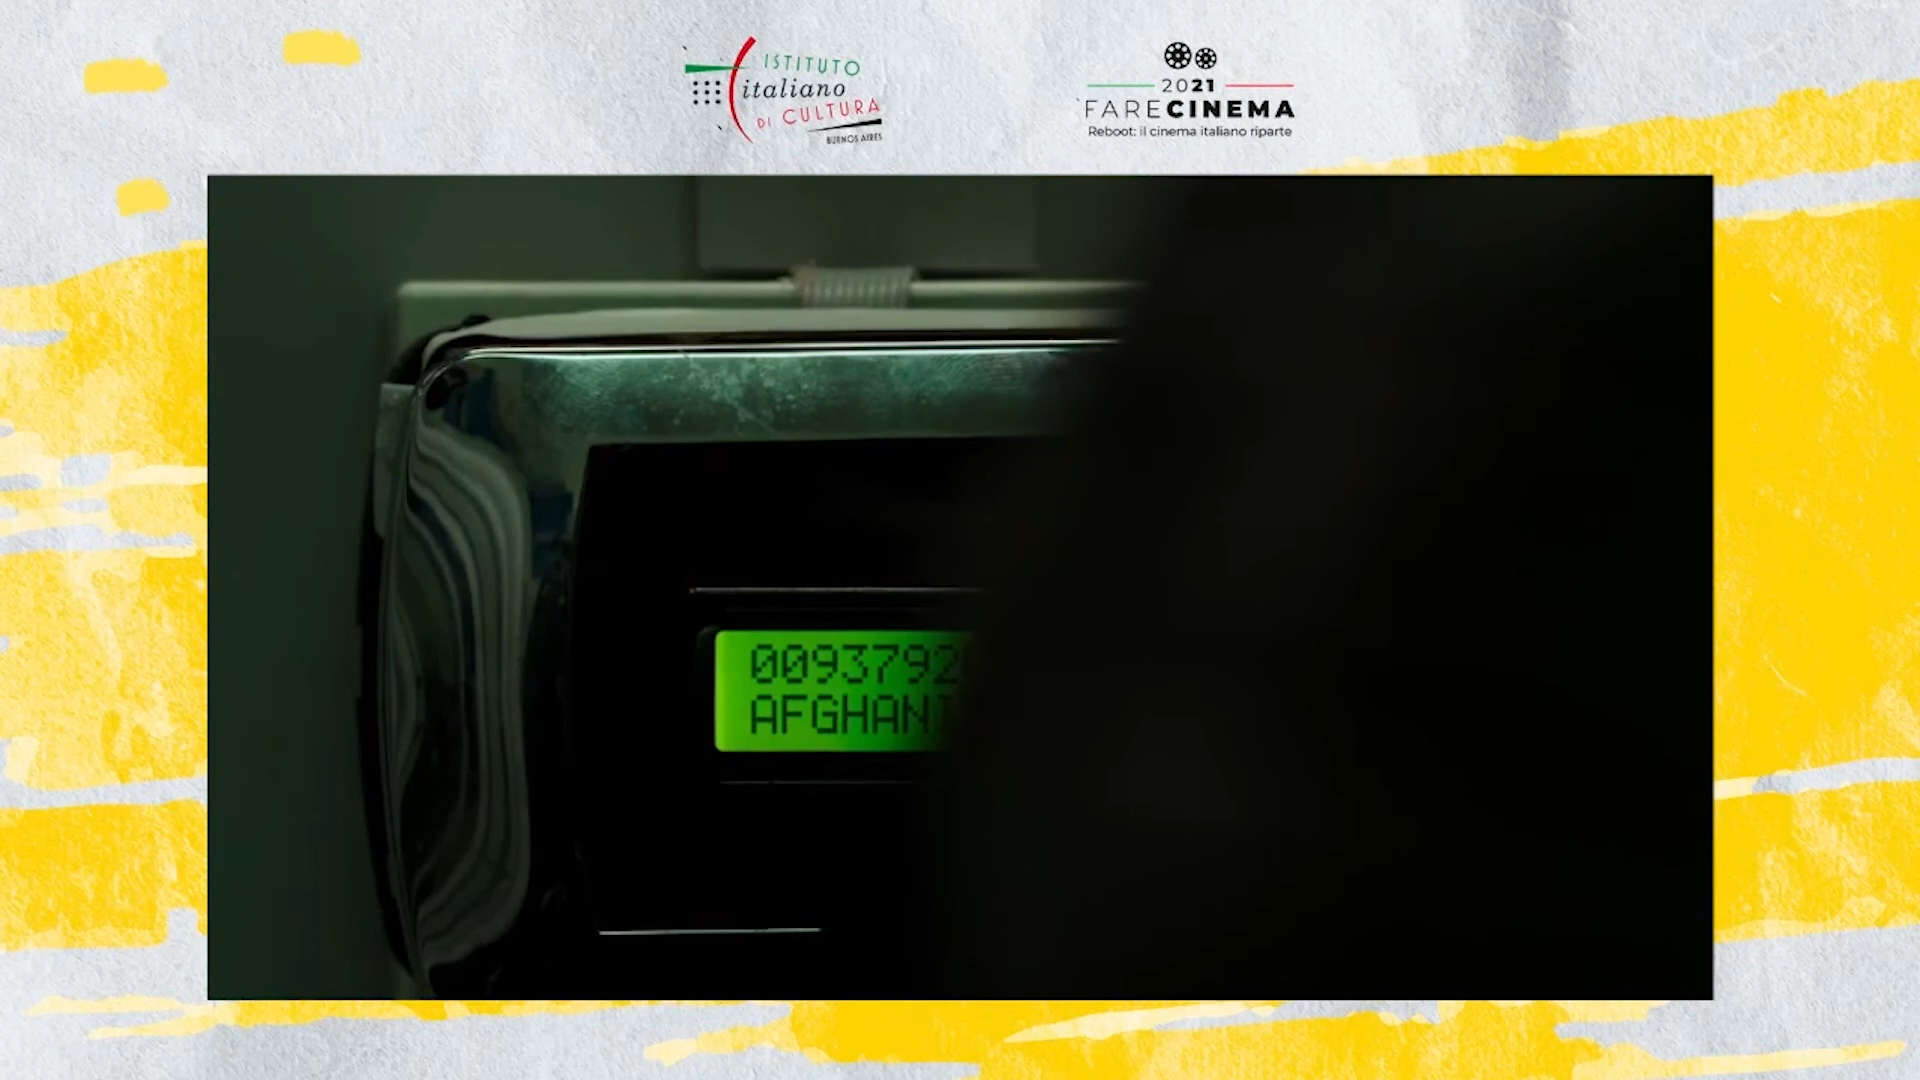 ISTITUTO
italiano
DI CULTURA
BUENOS AIRES
2021
FARECINEMA
Reboot: il cinema italiano riparte
0093792
AFGHAN